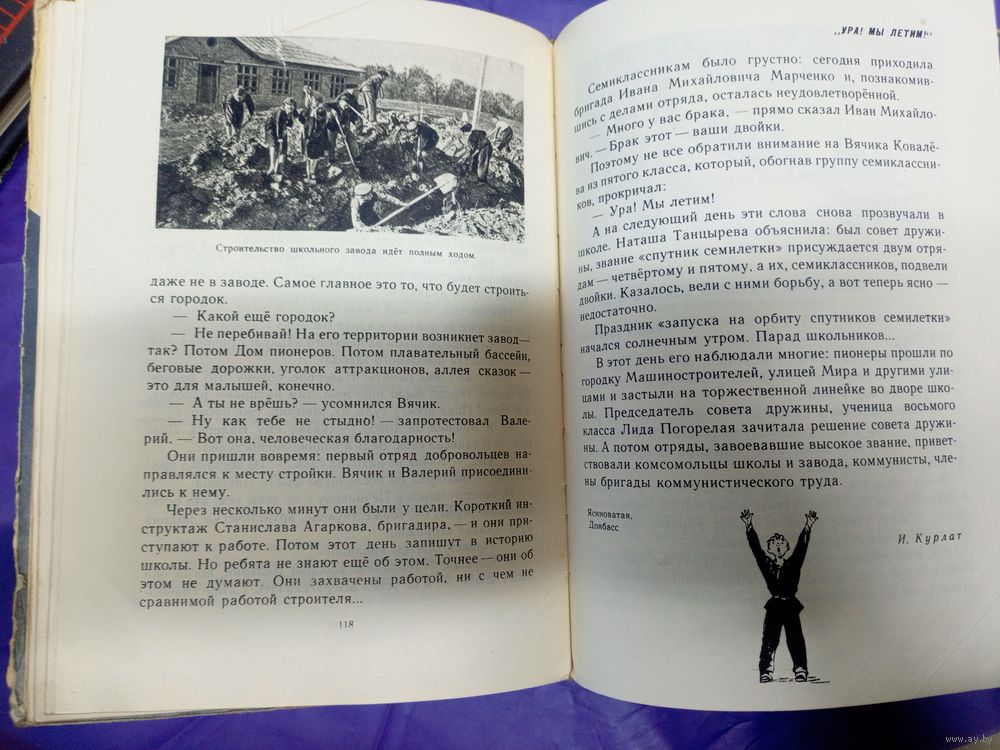 Строительство школьного завода идёт полным ходом.
даже не в заводе. Самое главное это то, что будет строить-
ся городок.
— Какой ещё городок?
— Не перебивай! На его территории возникнет завод—
так? Потом Дом пионеров. Потом плавательный бассейн,
беговые дорожки, уголок аттракционов, аллея сказок —
это для малышей, конечно.
— А ты не врёшь? — усомнился Вячик.
— Ну как тебе не стыдно! — запротестовал Вале-
рий. — Вот она, человеческая благодарность!
Они пришли вовремя: первый отряд добровольцев на-
правлялся к месту стройки. Вячик и Валерий присоедини-
лись к нему.
Через несколько минут они были у цели. Короткий ин-
структаж Станислава Агаркова, бригадира, — и они при-
ступают к работе. Потом этот день запишут в историю
школы. Но ребята не знают ещё об этом. Точнее — они об
этом не думают. Они захвачены работой, ни с чем не
сравнимой работой строителя...
118
„УРА! МЫ ЛЕТИМ!“
Семиклассникам было грустно: сегодня приходила
бригада Ивана Михайловича Марченко и, познакомив-
шись с делами отряда, осталась неудовлетворённой.
— Много у вас брака, — прямо сказал Иван Михайло-
вич. — Брак этот — ваши двойки.
Поэтому не все обратили внимание на Вячика Ковалё-
ва из пятого класса, который, обогнав группу семиклассни-
ков, прокричал:
— Ура! Мы летим!
А на следующий день эти слова снова прозвучали в
школе. Наташа Танцырева объяснила: был совет дружи-
ны, звание «спутник семилетки» присуждается двум отря-
дам — четвёртому и пятому, а их, семиклассников, подвели
двойки. Казалось, вели с ними борьбу, а вот теперь ясно —
недостаточно.
Праздник «запуска на орбиту спутников семилетки»
начался солнечным утром. Парад школьников...
В этот день его наблюдали многие: пионеры прошли по
городку Машиностроителей, улицей Мира и другими ули-
цами и застыли на торжественной линейке во дворе шко-
лы. Председатель совета дружины, ученица восьмого
класса Лида Погорелая зачитала решение совета дружи-
ны. А потом отряды, завоевавшие высокое звание, привет-
ствовали комсомольцы школы и завода, коммунисты, чле-
ны бригады коммунистического труда.
Ясиноватая,
Донбасс
И. Курлат
www.ay.by